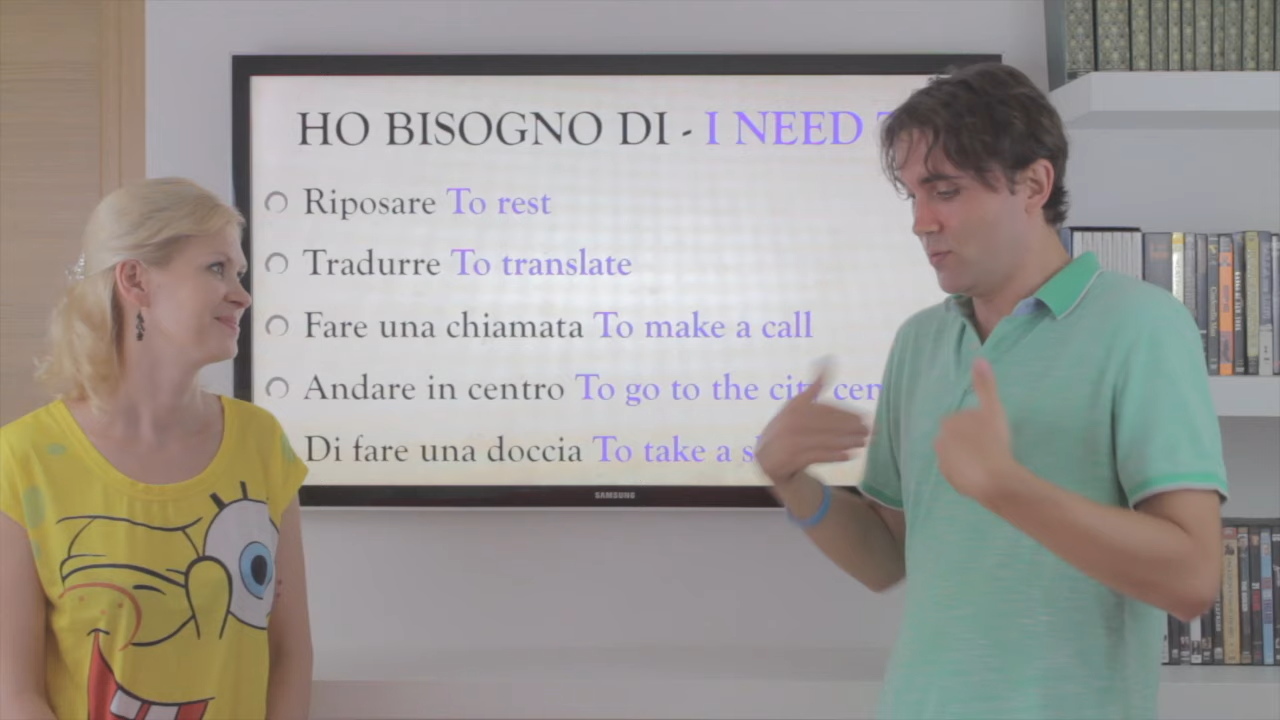 HO BISOGNO DI - I NEED
Riposare To rest
Tradurre To translate
Fare una chiamata To make a call
Andare in centro To go to the city
Di fare una doccia To take a
SAMSUNG